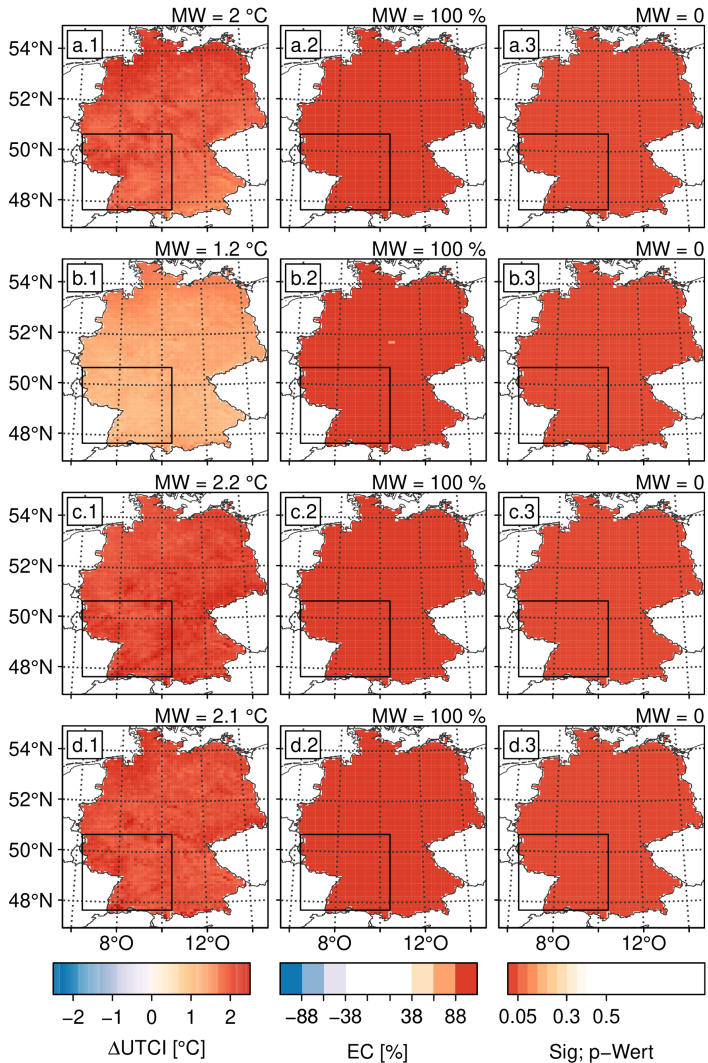 MW = 2 °C MW = 100 % MW = 0
54°N a.1 a.2 a.3
52°N
50°N
48°N
MW = 1.2 °C MW = 100 % MW = 0
54°N b.1 b.2 b.3
52°N
50°N
48°N
MW = 2.2 °C MW = 100 % MW = 0
54°N c.1 c.2 c.3
52°N
50°N
48°N
MW = 2.1 °C MW = 100 % MW = 0
54°N d.1 d.2 d.3
52°N
50°N
48°N
8°O 12°O 8°O 12°O 8°O 12°O
−2 −1 0 1 2 −88 −38 38 88 0.05 0.3 0.5
ΔUTCI [°C] EC [%] Sig; p−Wert